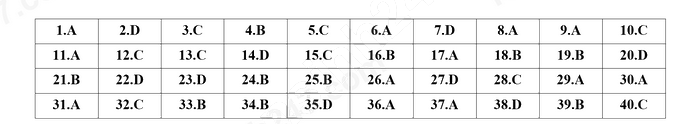 1.A 2.D 3.C 4.B 5.C 6.A 7.D 8.A 9.A 10.C
11.A 12.C 13.C 14.D 15.C 16.B 17.A 18.B 19.B 20.D
21.B 22.D 23.D 24.B 25.B 26.A 27.D 28.C 29.A 30.A
31.A 32.C 33.B 34.B 35.D 36.A 37.A 38.D 39.B 40.C